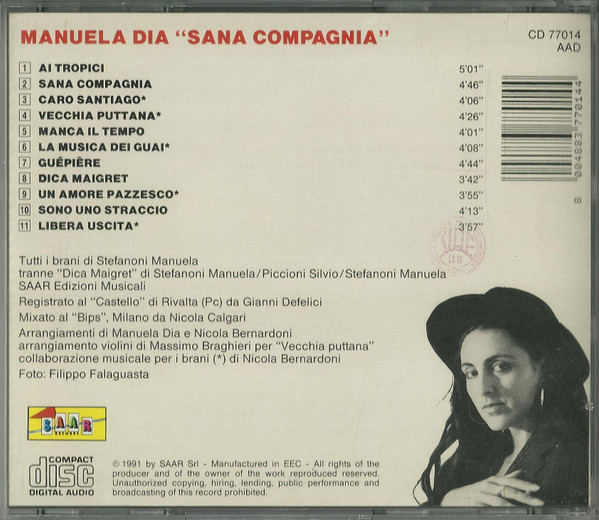 MANUELA DIA "SANA COMPAGNIA"
CD 77014
AAD
1 AI TROPICI 5'01"
2 SANA COMPAGNIA 4'46"
3 CARO SANTIAGO* 4'06"
4 VECCHIA PUTTANA* 4'26"
5 MANCA IL TEMPO 4'01"
6 LA MUSICA DEI GUAI* 4'08"
7 GUÊPIÈRE 4'44"
8 DICA MAIGRET 3'42"
9 UN AMORE PAZZESCO* 3'55"
10 SONO UNO STRACCIO 4'13"
11 LIBERA USCITA* 3'57"
8 004883 770144
Tutti i brani di Stefanoni Manuela
tranne "Dica Maigret" di Stefanoni Manuela/Piccioni Silvio/Stefanoni Manuela
SAAR Edizioni Musicali
Registrato al "Castello" di Rivalta (Pc) da Gianni Defelici
Mixato al "Bips", Milano da Nicola Calgari
Arrangiamenti di Manuela Dia e Nicola Bernardoni
arrangiamento violini di Massimo Braghieri per "Vecchia puttana"
collaborazione musicale per i brani (*) di Nicola Bernardoni
Foto: Filippo Falaguasta
SAAR
RECORDS
COMPACT
disc
DIGITAL AUDIO
℗ 1991 by SAAR Srl - Manufactured in EEC - All rights of the
producer and of the owner of the work reproduced reserved.
Unauthorized copying, hiring, lending, public performance and
broadcasting of this record prohibited.